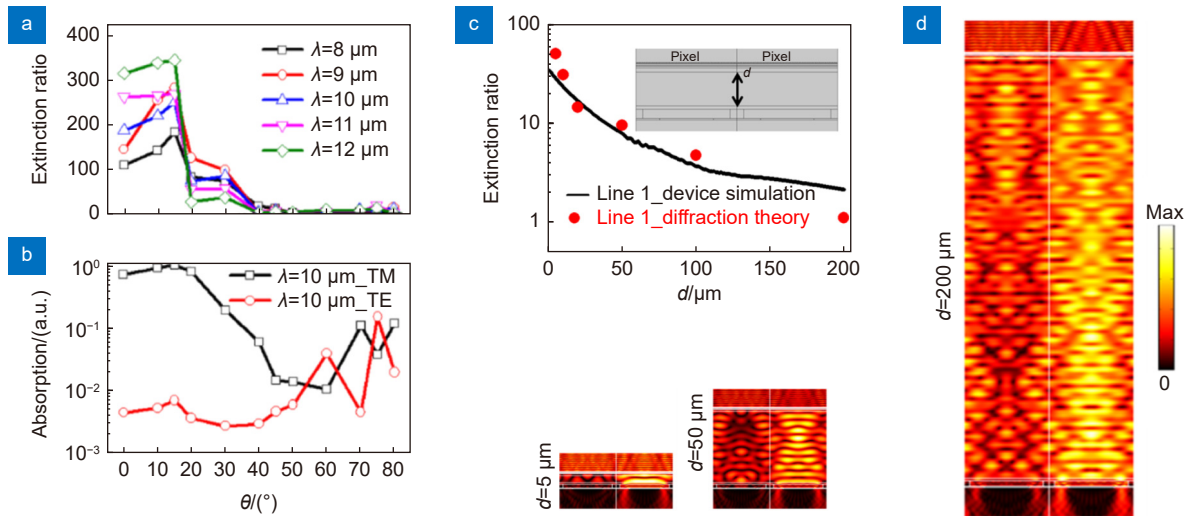 a
400
300
200
100
0
Extinction ratio
λ=8 μm
λ=9 μm
λ=10 μm
λ=11 μm
λ=12 μm
b
10⁰
10⁻¹
10⁻²
10⁻³
Absorption/(a.u.)
λ=10 μm_TM
λ=10 μm_TE
0 10 20 30 40 50 60 70 80
θ/(°)
c
100
10
1
Extinction ratio
Pixel Pixel
d
Line 1_device simulation
Line 1_diffraction theory
0 50 100 150 200
d/μm
d=5 μm
d=50 μm
d
d=200 μm
Max
0